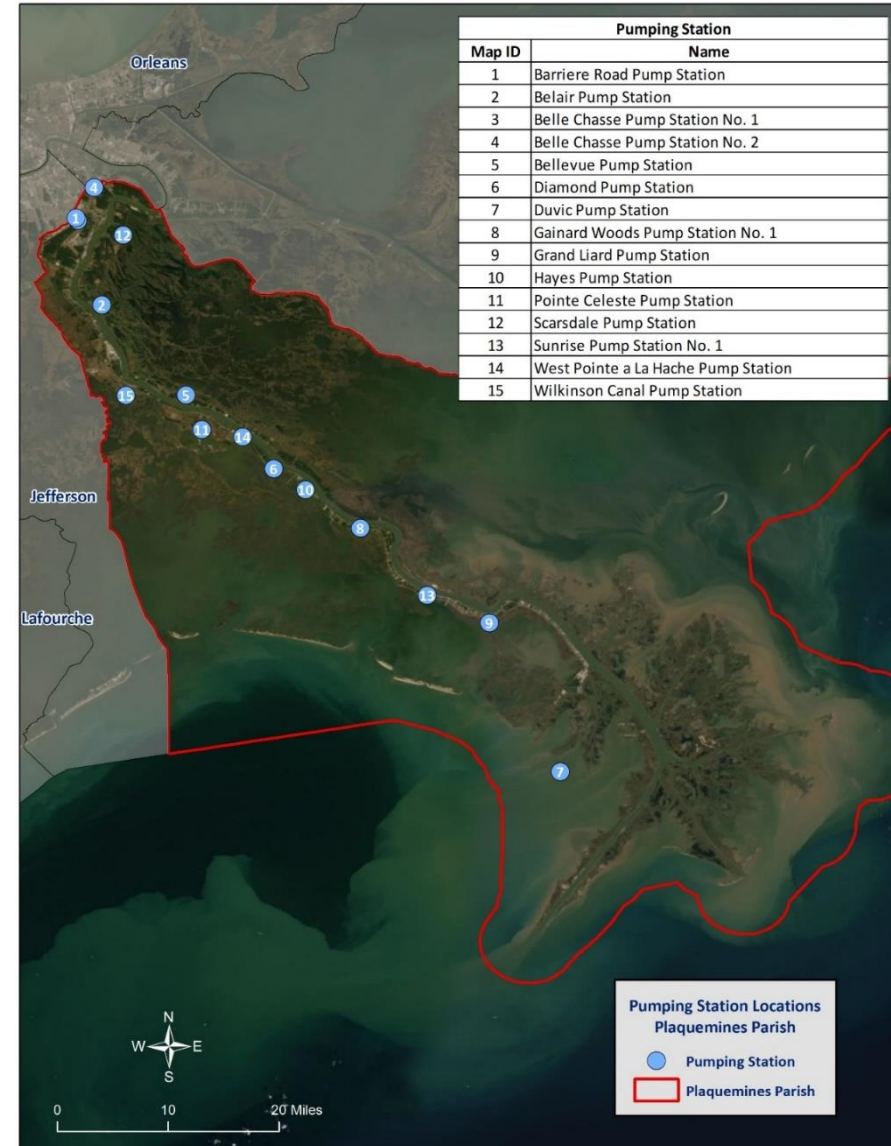 Pumping Station
Map ID Name
1 Barriere Road Pump Station
2 Belair Pump Station
3 Belle Chasse Pump Station No. 1
4 Belle Chasse Pump Station No. 2
5 Bellevue Pump Station
6 Diamond Pump Station
7 Duvic Pump Station
8 Gainard Woods Pump Station No. 1
9 Grand Liard Pump Station
10 Hayes Pump Station
11 Pointe Celeste Pump Station
12 Scarsdale Pump Station
13 Sunrise Pump Station No. 1
14 West Pointe a La Hache Pump Station
15 Wilkinson Canal Pump Station
Orleans
4
1
12
2
15
5
11
14
6
Jefferson
10
8
13
Lafourche
9
7
Pumping Station Locations
Plaquemines Parish
Pumping Station
Plaquemines Parish
N
W E
S
0 10 20 Miles